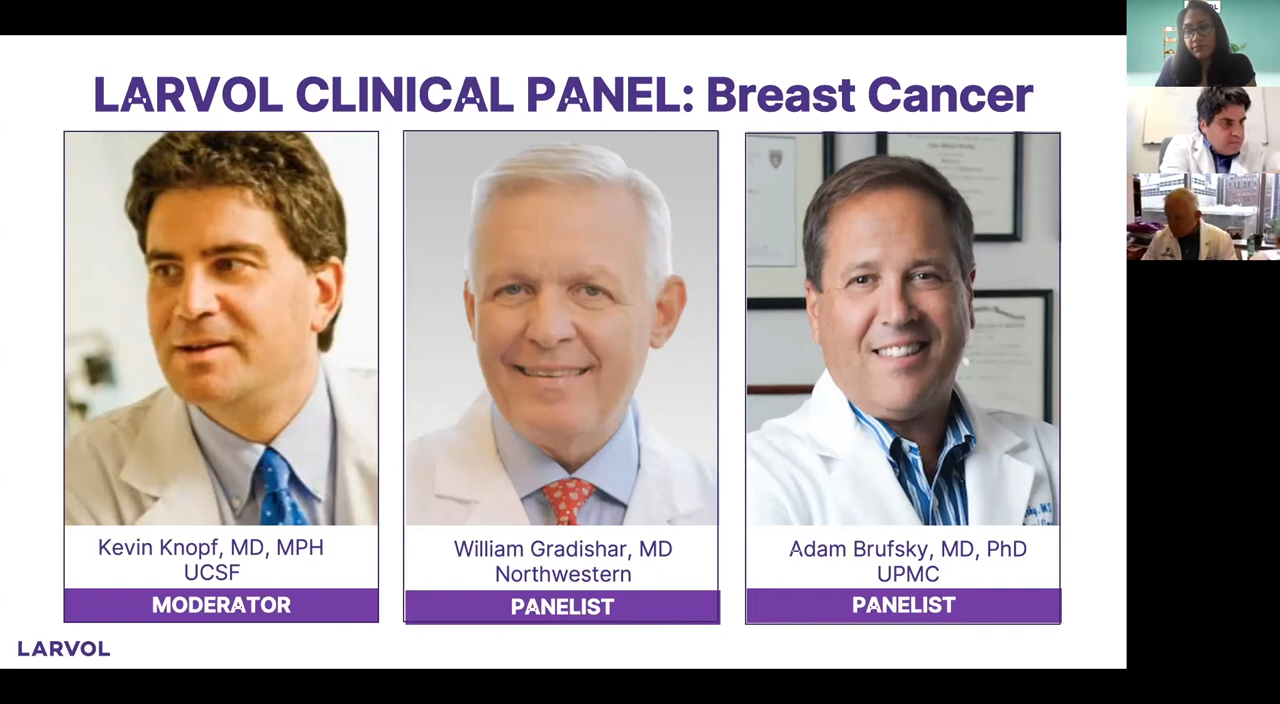 LARVOL CLINICAL PANEL: Breast Cancer
Kevin Knopf, MD, MPH
UCSF
MODERATOR
William Gradishar, MD
Northwestern
PANELIST
Adam Brufsky, MD, PhD
UPMC
PANELIST
LARVOL